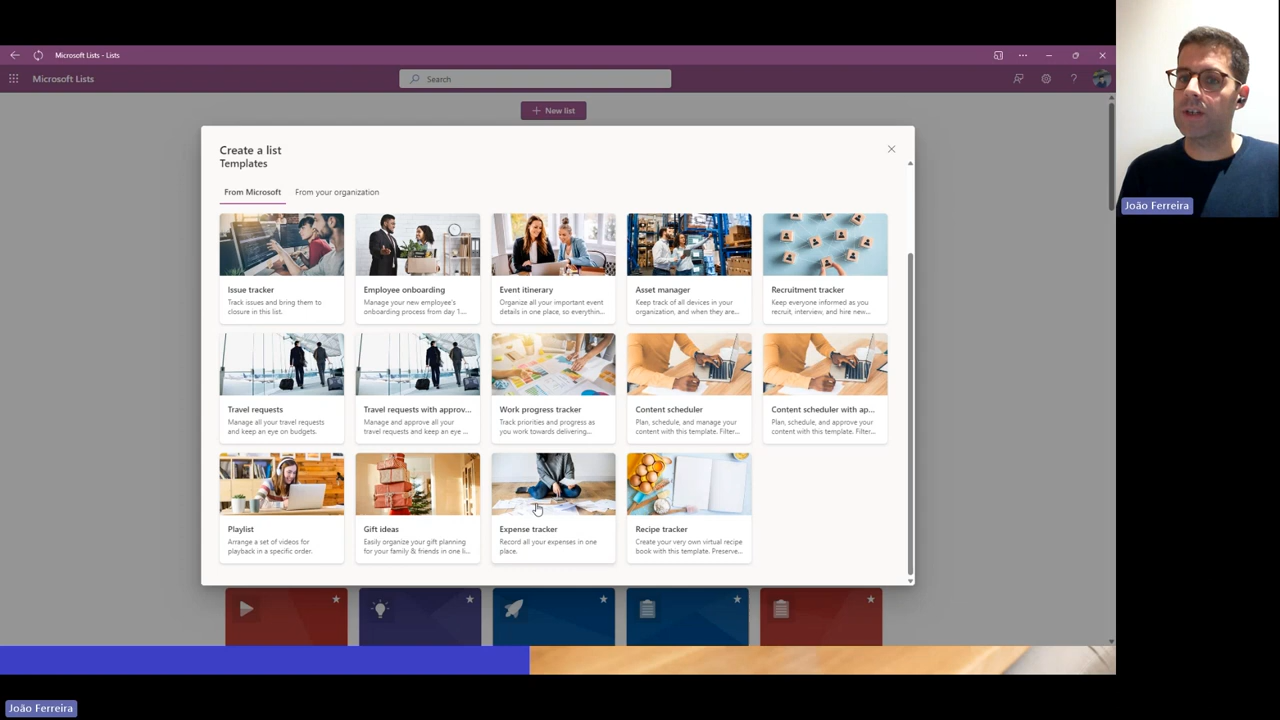 Microsoft Lists - Lists
Microsoft Lists
Search
New list
Create a list
Templates
From Microsoft
From your organization
Issue tracker
Track issues and bring them to
closure in this list.
Employee onboarding
Manage your new employee's
onboarding process from day 1...
Event itinerary
Organize all your important event
details in one place, so everythin...
Asset manager
Keep track of all devices in your
organization, and when they are...
Recruitment tracker
Keep everyone informed as you
recruit, interview, and hire new...
Travel requests
Manage all your travel requests
and keep an eye on budgets.
Travel requests with approv...
Manage and approve all your
travel requests and keep an eye ...
Work progress tracker
Track priorities and progress as
you work towards delivering...
Content scheduler
Plan, schedule, and manage your
content with this template. Filter...
Content scheduler with ap...
Plan, schedule, and approve your
content with this template. Filter...
Playlist
Arrange a set of videos for
playback in a specific order.
Gift ideas
Easily organize your gift planning
for your family & friends in one li...
Expense tracker
Record all your expenses in one
place.
Recipe tracker
Create your very own virtual recipe
book with this template. Preserve...
João Ferreira
João Ferreira